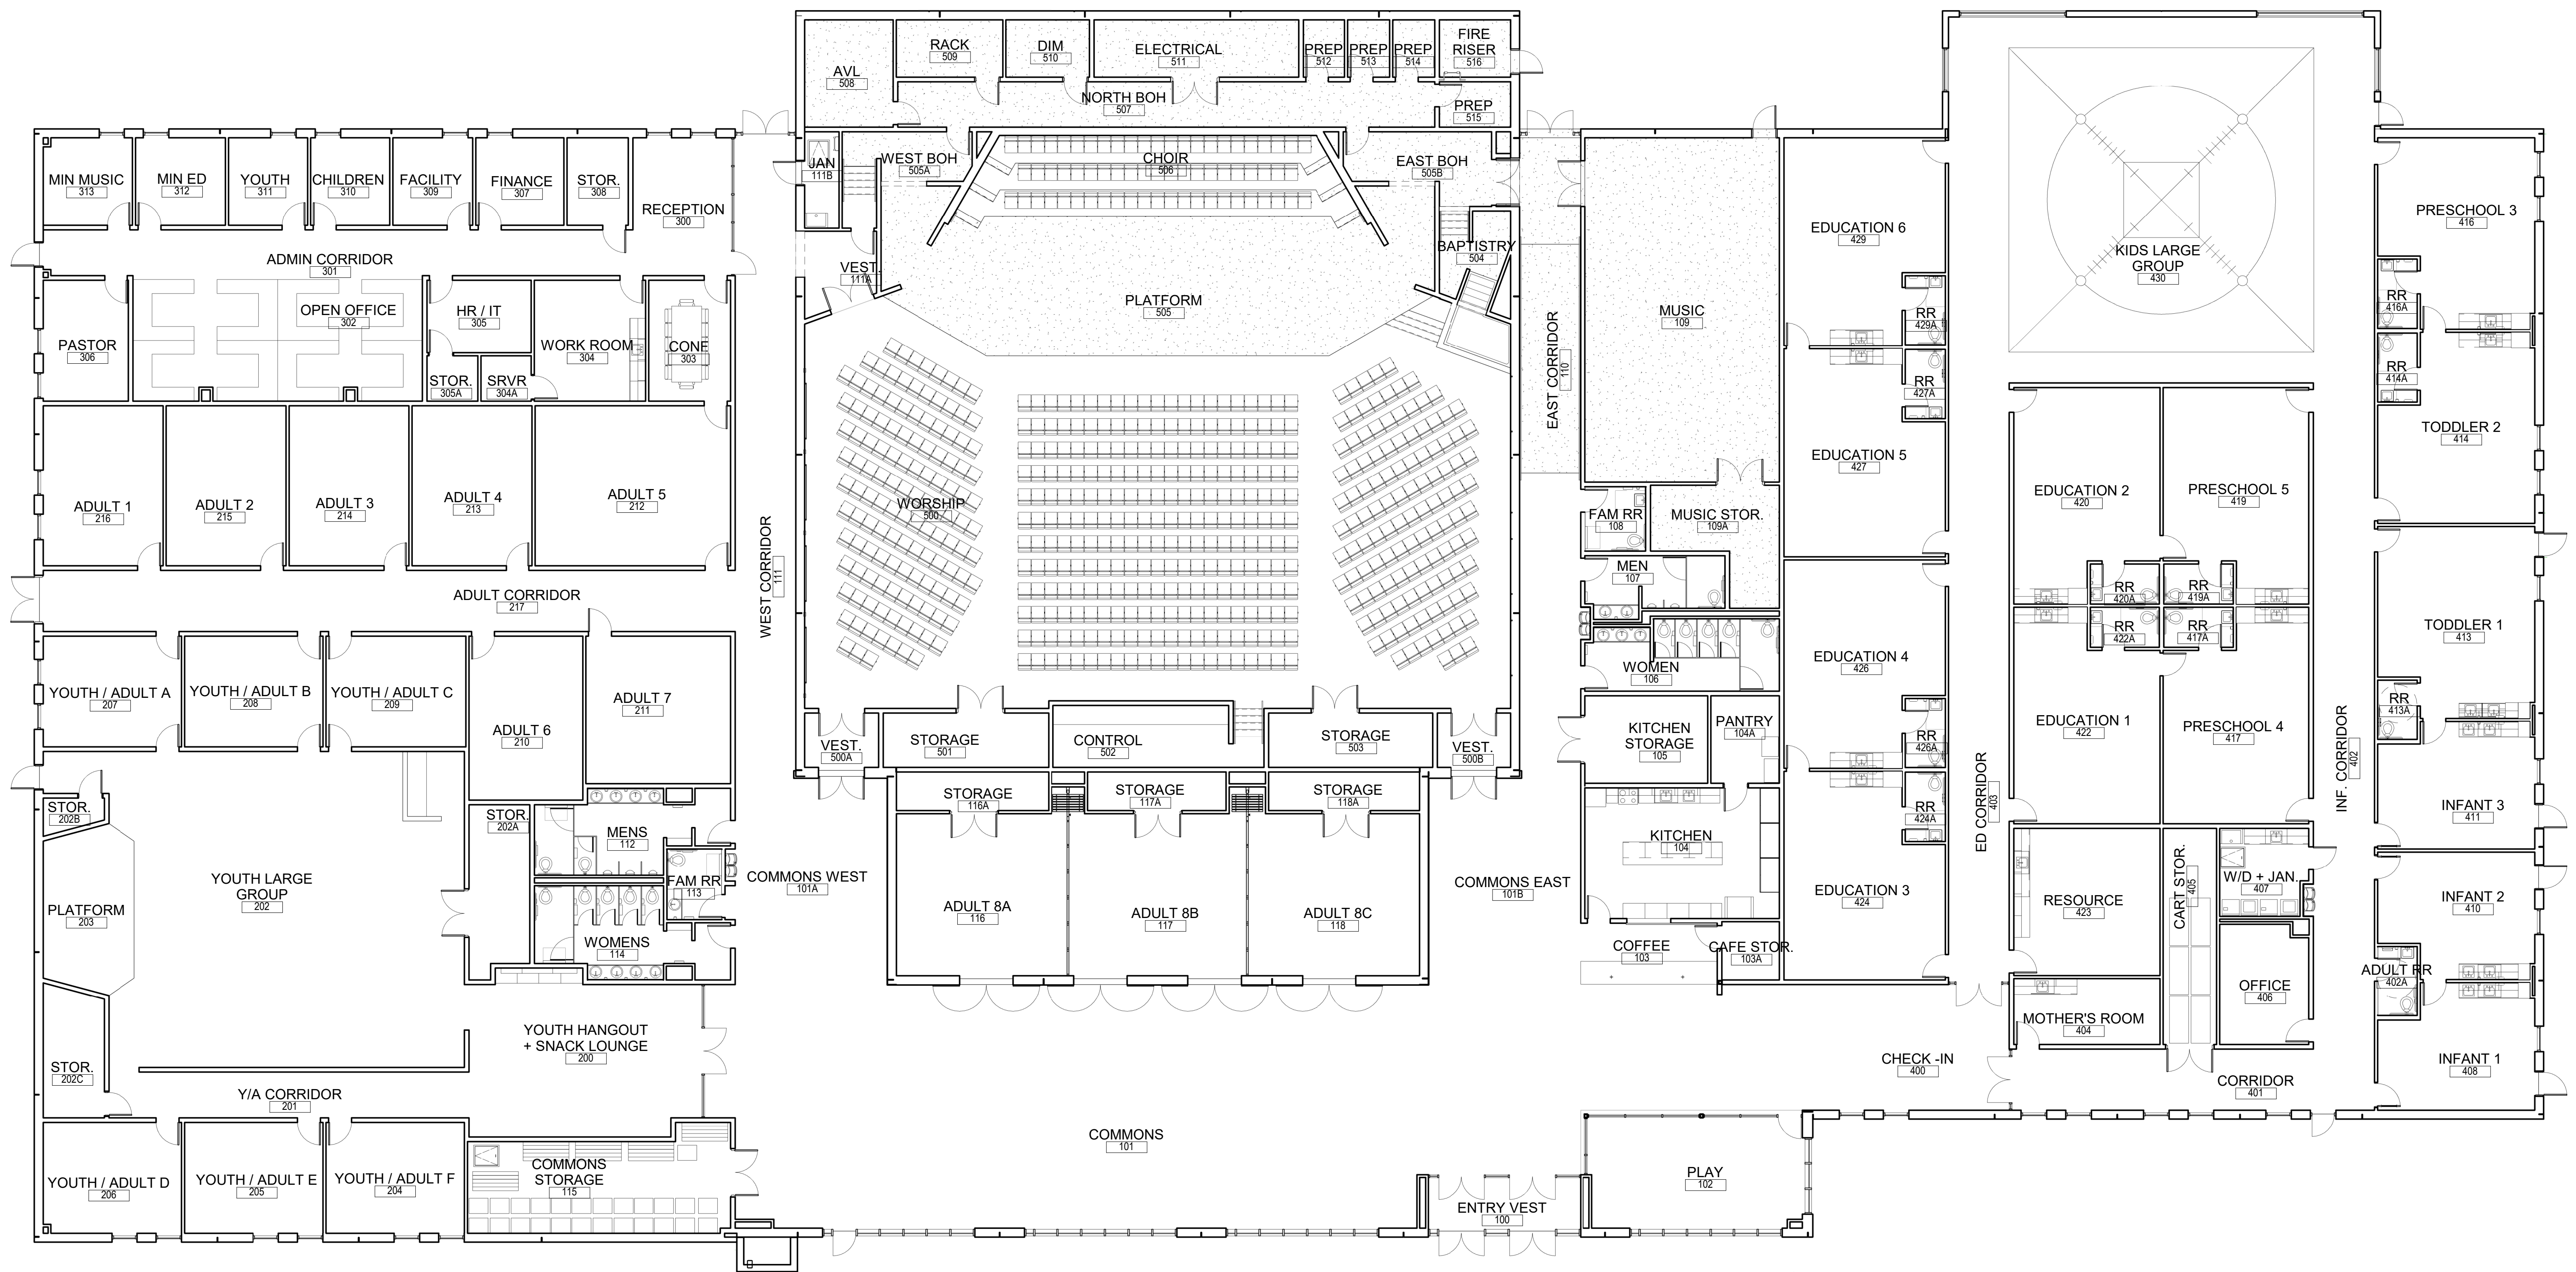 RACK
509
DIM
510
ELECTRICAL
511
PREP
512
PREP
513
PREP
514
FIRE
RISER
516
AVL
508
NORTH BOH
507
PREP
515
MIN MUSIC
313
MIN ED
312
YOUTH
311
CHILDREN
310
FACILITY
309
FINANCE
307
STOR.
308
RECEPTION
300
JAN
111B
WEST BOH
505A
CHOIR
506
EAST BOH
505B
ADMIN CORRIDOR
301
VEST.
111A
BAPTISTRY
504
PLATFORM
505
PASTOR
306
OPEN OFFICE
302
HR / IT
305
STOR.
305A
SRVR
304A
WORK ROOM
304
CONF
303
EAST CORRIDOR
110
MUSIC
109
EDUCATION 6
429
RR
429A
RR
427A
EDUCATION 5
427
KIDS LARGE
GROUP
430
PRESCHOOL 3
416
RR
416A
RR
414A
TODDLER 2
414
ADULT 1
216
ADULT 2
215
ADULT 3
214
ADULT 4
213
ADULT 5
212
WEST CORRIDOR
111
WORSHIP
500
FAM RR
108
MUSIC STOR.
109A
MEN
107
WOMEN
106
EDUCATION 2
420
PRESCHOOL 5
419
RR
420A
RR
419A
RR
422A
RR
417A
ADULT CORRIDOR
217
YOUTH / ADULT A
207
YOUTH / ADULT B
208
YOUTH / ADULT C
209
ADULT 6
210
ADULT 7
211
EDUCATION 4
426
RR
426A
EDUCATION 1
422
PRESCHOOL 4
417
TODDLER 1
413
RR
413A
VEST.
500A
STORAGE
501
CONTROL
502
STORAGE
503
VEST.
500B
KITCHEN
STORAGE
105
PANTRY
104A
ED CORRIDOR
403
INF. CORRIDOR
402
STOR.
202B
STORAGE
116A
STORAGE
117A
STORAGE
118A
STOR.
202A
MENS
112
FAM RR
113
WOMENS
114
KITCHEN
104
RR
424A
INFANT 3
411
YOUTH LARGE
GROUP
202
PLATFORM
203
COMMONS WEST
101A
ADULT 8A
116
ADULT 8B
117
ADULT 8C
118
COMMONS EAST
101B
COFFEE
103
CAFE STOR.
103A
EDUCATION 3
424
RESOURCE
423
CART STOR.
405
W/D + JAN.
407
INFANT 2
410
ADULT RR
402A
OFFICE
406
MOTHER'S ROOM
404
YOUTH HANGOUT
+ SNACK LOUNGE
200
STOR.
202C
Y/A CORRIDOR
201
CHECK -IN
400
CORRIDOR
401
INFANT 1
408
YOUTH / ADULT D
206
YOUTH / ADULT E
205
YOUTH / ADULT F
204
COMMONS
STORAGE
115
COMMONS
101
ENTRY VEST
100
PLAY
102